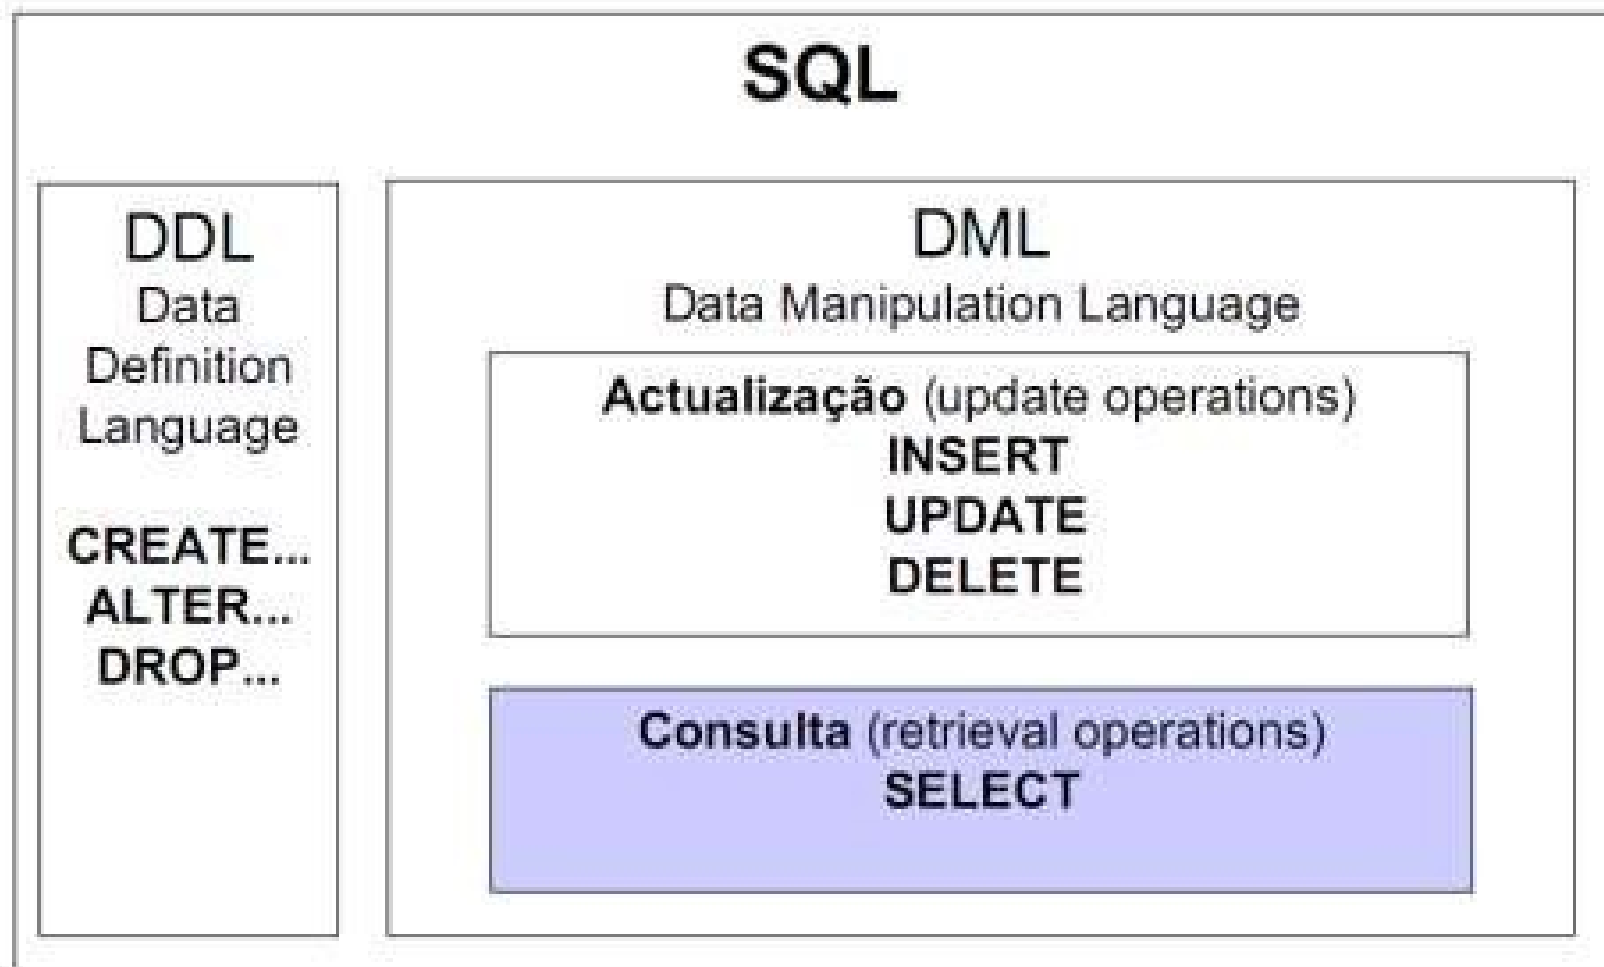 SQL
DDL
Data
Definition
Language
CREATE...
ALTER...
DROP...
DML
Data Manipulation Language
Actualização (update operations)
INSERT
UPDATE
DELETE
Consulta (retrieval operations)
SELECT